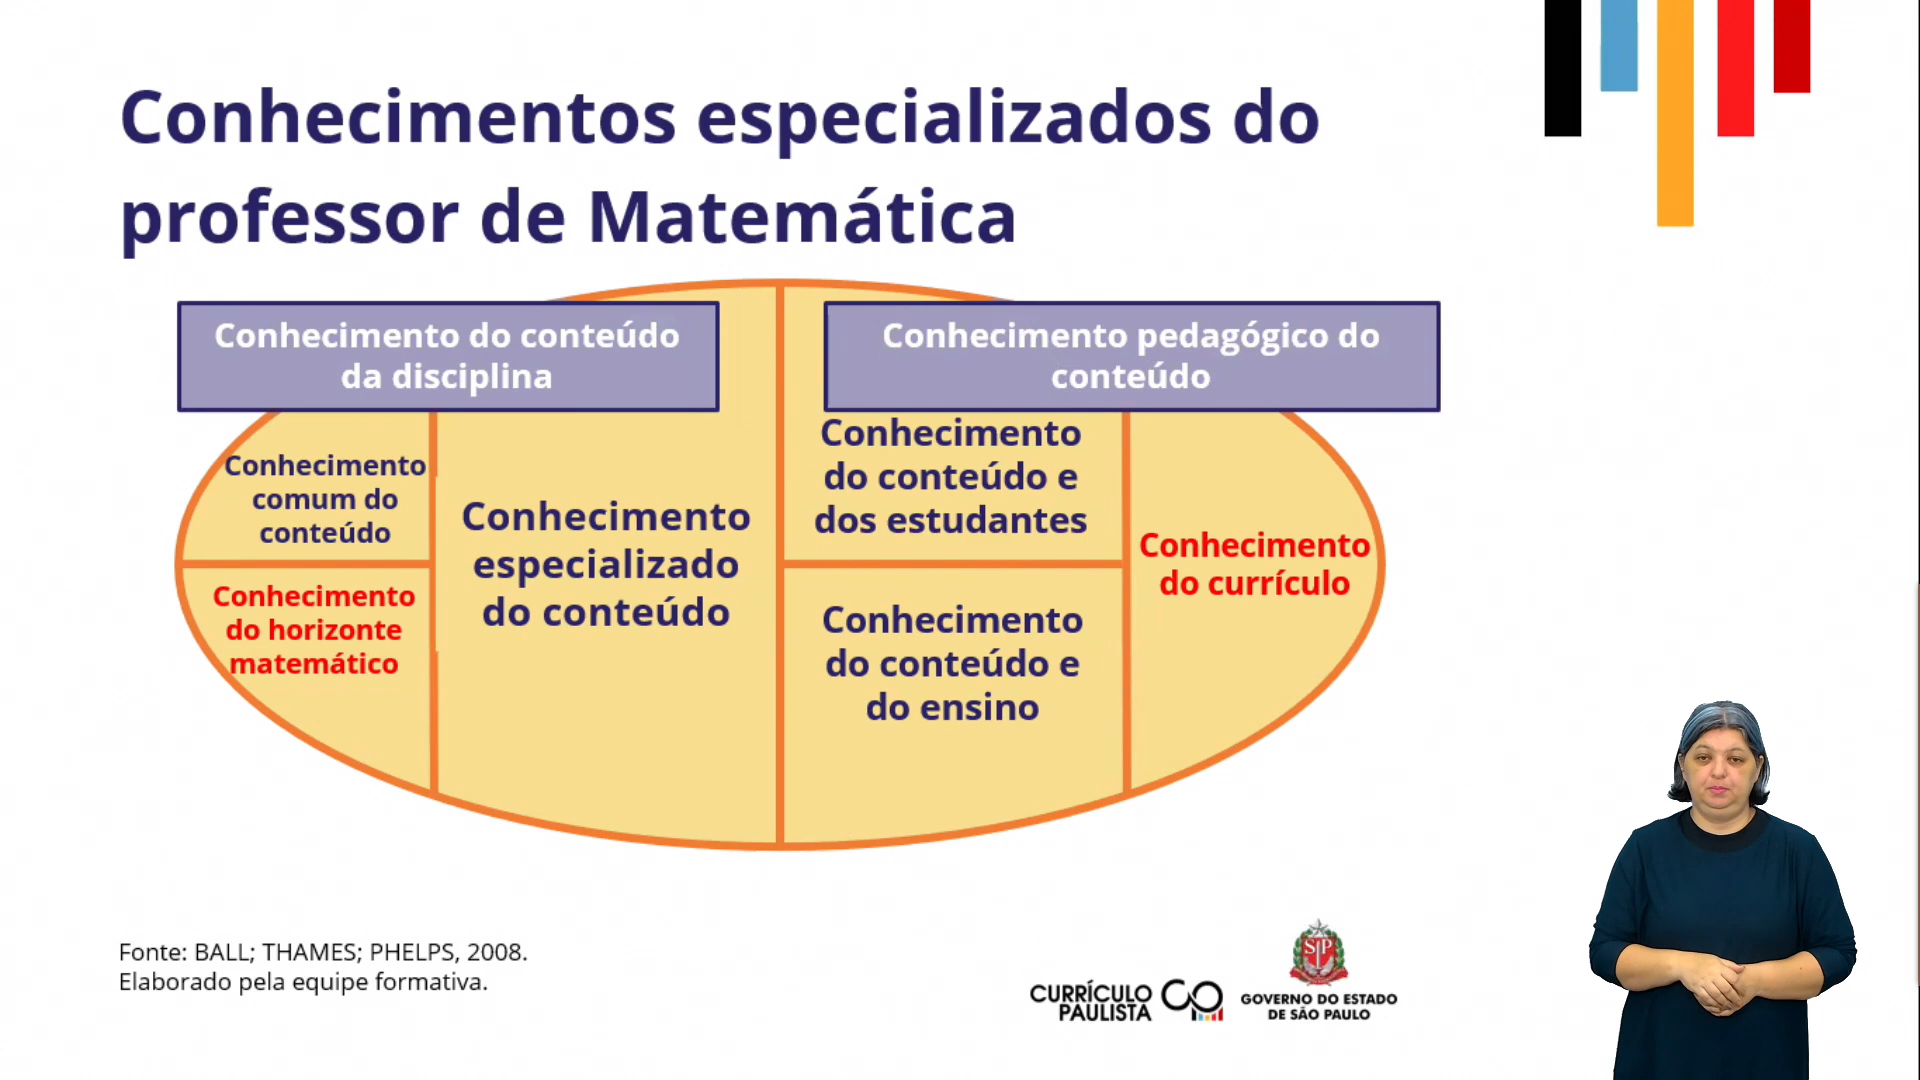 Conhecimentos especializados do
professor de Matemática
Conhecimento do conteúdo
da disciplina
Conhecimento pedagógico do
conteúdo
Conhecimento
comum do
conteúdo
Conhecimento
do horizonte
matemático
Conhecimento
especializado
do conteúdo
Conhecimento
do conteúdo e
dos estudantes
Conhecimento
do conteúdo e
do ensino
Conhecimento
do currículo
Fonte: BALL; THAMES; PHELPS, 2008.
Elaborado pela equipe formativa.
CURRÍCULO
PAULISTA
SP
GOVERNO DO ESTADO
DE SÃO PAULO